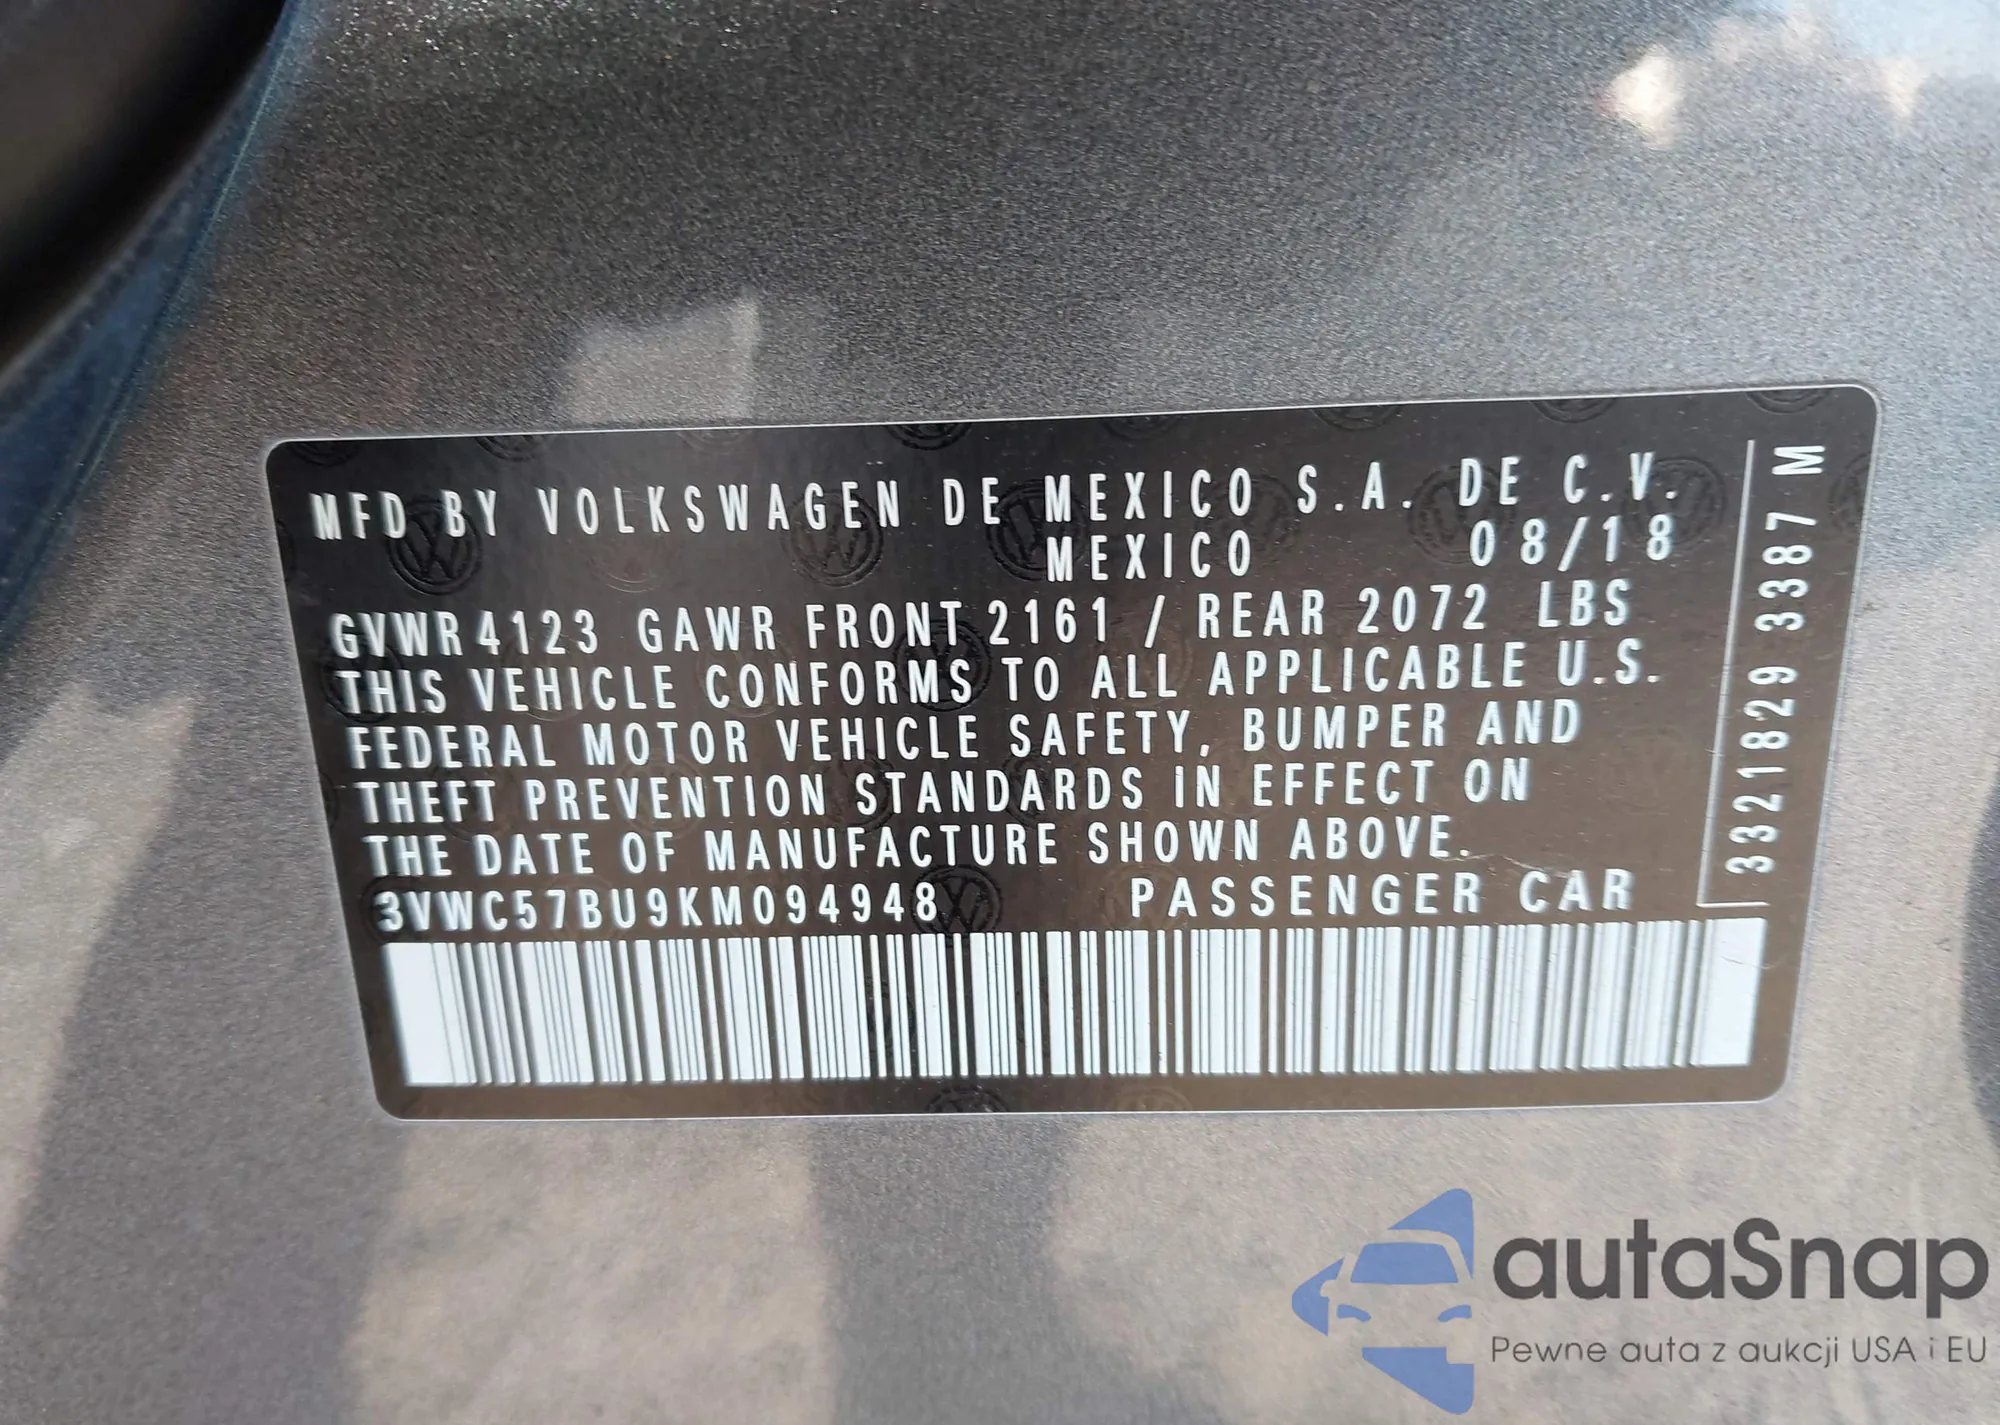 MFD BY VOLKSWAGEN DE MEXICO S.A. DE C.V.
MEXICO 08/18
GVWR 4123 GAWR FRONT 2161 / REAR 2072 LBS
THIS VEHICLE CONFORMS TO ALL APPLICABLE U.S.
FEDERAL MOTOR VEHICLE SAFETY, BUMPER AND
THEFT PREVENTION STANDARDS IN EFFECT ON
THE DATE OF MANUFACTURE SHOWN ABOVE.
3VWC57BU9KM094948 PASSENGER CAR
3321829 3387 M
autaSnap
Pewne auta z aukcji USA i EU